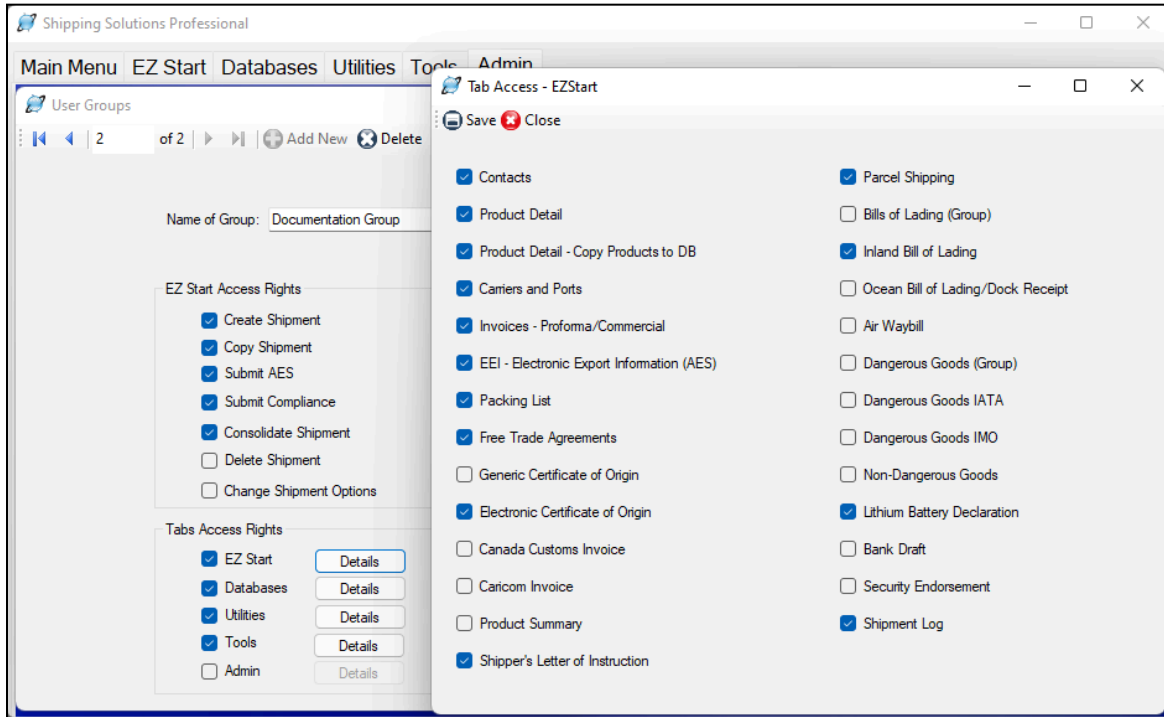 Shipping Solutions Professional
Main Menu EZ Start Databases Utilities Tools Admin
User Groups
2 of 2 Add New Delete
Name of Group: Documentation Group
EZ Start Access Rights
Create Shipment
Copy Shipment
Submit AES
Submit Compliance
Consolidate Shipment
Delete Shipment
Change Shipment Options
Tabs Access Rights
EZ Start Details
Databases Details
Utilities Details
Tools Details
Admin Details
Tab Access - EZStart
Save Close
Contacts
Product Detail
Product Detail - Copy Products to DB
Carriers and Ports
Invoices - Proforma/Commercial
EEI - Electronic Export Information (AES)
Packing List
Free Trade Agreements
Generic Certificate of Origin
Electronic Certificate of Origin
Canada Customs Invoice
Caricom Invoice
Product Summary
Shipper's Letter of Instruction
Parcel Shipping
Bills of Lading (Group)
Inland Bill of Lading
Ocean Bill of Lading/Dock Receipt
Air Waybill
Dangerous Goods (Group)
Dangerous Goods IATA
Dangerous Goods IMO
Non-Dangerous Goods
Lithium Battery Declaration
Bank Draft
Security Endorsement
Shipment Log